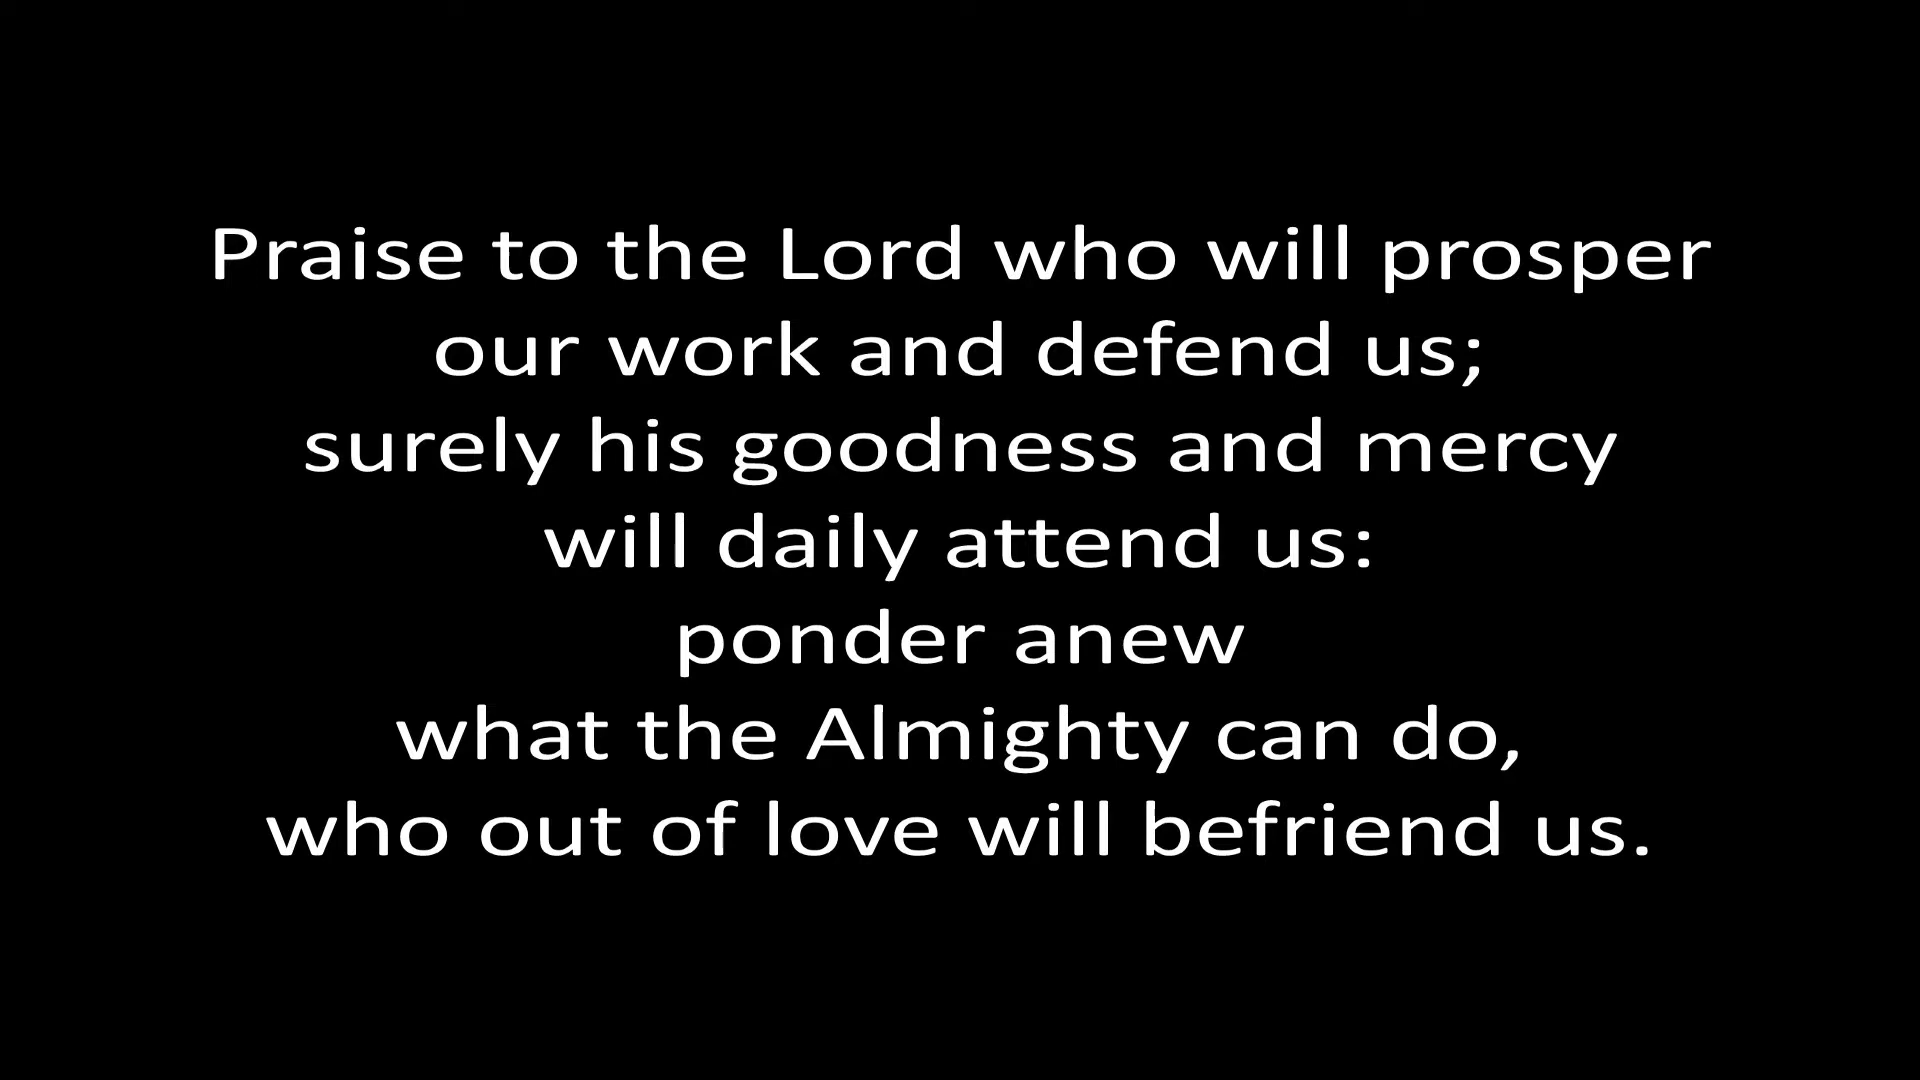 Praise to the Lord who will prosper
our work and defend us;
surely his goodness and mercy
will daily attend us:
ponder anew
what the Almighty can do,
who out of love will befriend us.